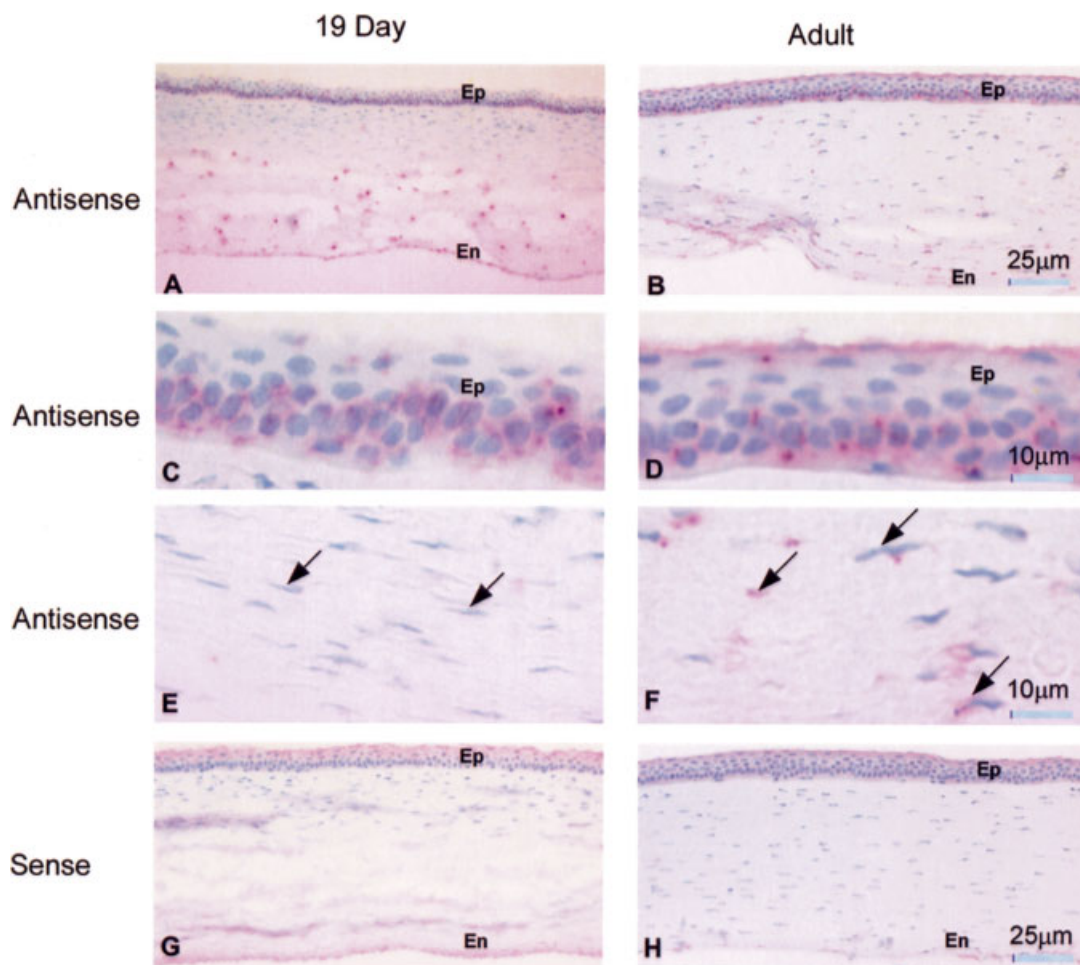 19 Day
Adult
Antisense
Ep
En
A
Ep
En
B
25µm
Antisense
Ep
C
Ep
D
10µm
Antisense
E
F
10µm
Sense
Ep
En
G
Ep
En
H
25µm